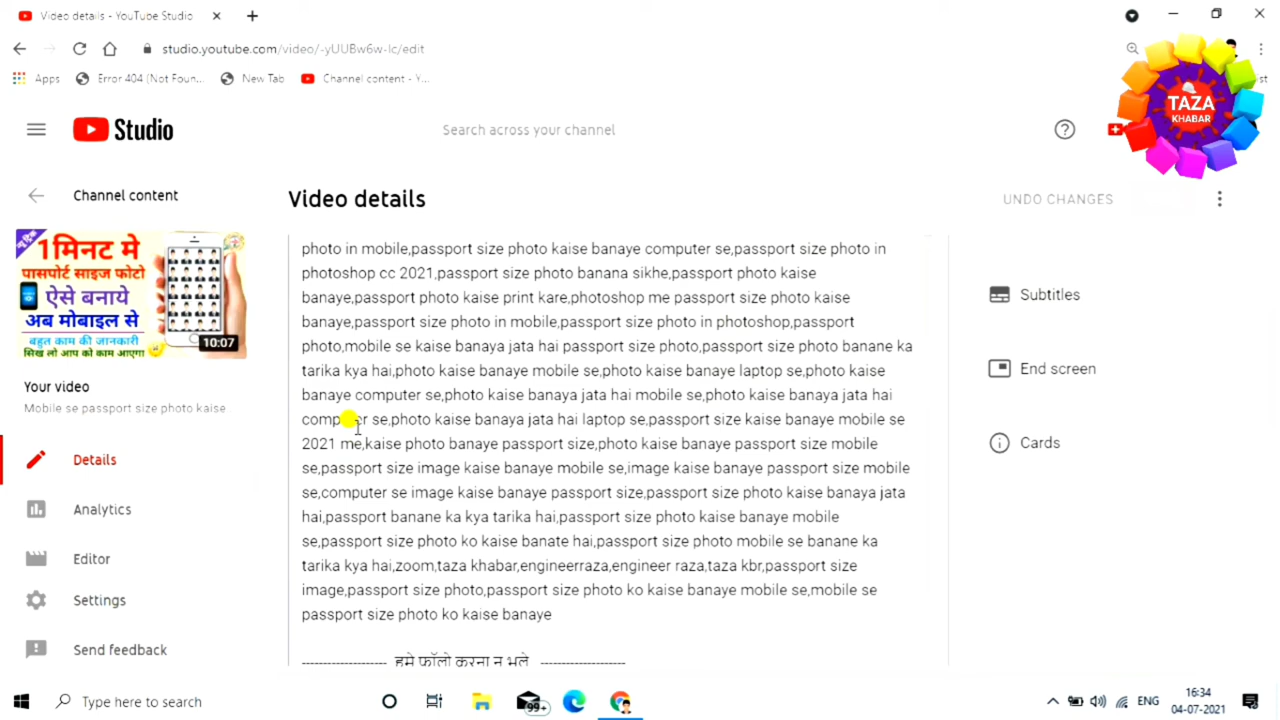 Video details - YouTube Studio
studio.youtube.com/video/-yUUBw6w-Ic/edit
Apps
Error 404 (Not Foun...
New Tab
Channel content - Y...
st
TAZA
KHABAR
Studio
Search across your channel
Channel content
Video details
UNDO CHANGES
1मिनट मे
पासपोर्ट साइज फोटो
ऐसे बनाये
अब मोबाइल से
बहुत काम की जानकारी
सिख लो आप को काम आएगा
10:07
Your video
Mobile se passport size photo kaise
Details
Analytics
Editor
Settings
Send feedback
photo in mobile,passport size photo kaise banaye computer se,passport size photo in
photoshop cc 2021,passport size photo banana sikhe,passport photo kaise
banaye,passport photo kaise print kare,photoshop me passport size photo kaise
banaye,passport size photo in mobile,passport size photo in photoshop,passport
photo,mobile se kaise banaya jata hai passport size photo,passport size photo banane ka
tarika kya hai,photo kaise banaye mobile se,photo kaise banaye laptop se,photo kaise
banaye computer se,photo kaise banaya jata hai mobile se,photo kaise banaya jata hai
computer se,photo kaise banaya jata hai laptop se,passport size kaise banaye mobile se
2021 me,kaise photo banaye passport size,photo kaise banaye passport size mobile
se,passport size image kaise banaye mobile se,image kaise banaye passport size mobile
se,computer se image kaise banaye passport size,passport size photo kaise banaya jata
hai,passport banane ka kya tarika hai,passport size photo kaise banaye mobile
se,passport size photo ko kaise banate hai,passport size photo mobile se banane ka
tarika kya hai,zoom,taza khabar,engineerraza,engineer raza,taza kbr,passport size
image,passport size photo,passport size photo ko kaise banaye mobile se,mobile se
passport size photo ko kaise banaye
-------------------- हमे फॉलो करना न भूले --------------------
Subtitles
End screen
Cards
Type here to search
99+
ENG
16:34
04-07-2021